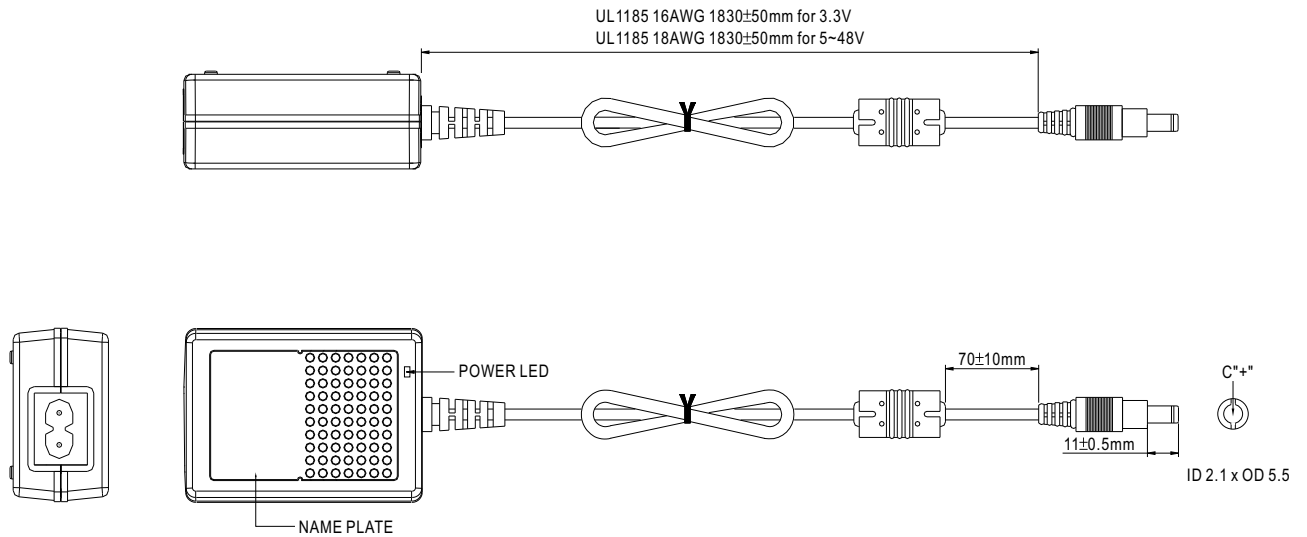 UL1185 16AWG 1830±50mm for 3.3V
UL1185 18AWG 1830±50mm for 5~48V
POWER LED
70±10mm
C"+"
11±0.5mm
ID 2.1 x OD 5.5
NAME PLATE